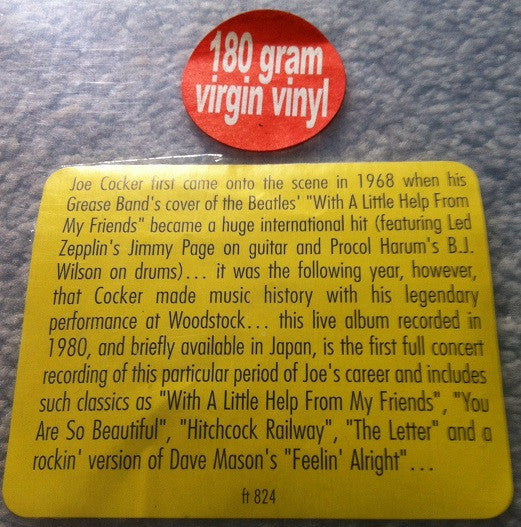 180 gram
virgin vinyl
Joe Cocker first came onto the scene in 1968 when his
Grease Band's cover of the Beatles' "With A Little Help From
My Friends" became a huge international hit (featuring Led
Zepplin's Jimmy Page on guitar and Procol Harum's B.J.
Wilson on drums)... it was the following year, however,
that Cocker made music history with his legendary
performance at Woodstock... this live album recorded in
1980, and briefly available in Japan, is the first full concert
recording of this particular period of Joe's career and includes
such classics as "With A Little Help From My Friends", "You
Are So Beautiful", "Hitchcock Railway", "The Letter" and a
rockin' version of Dave Mason's "Feelin' Alright"...
ft 824